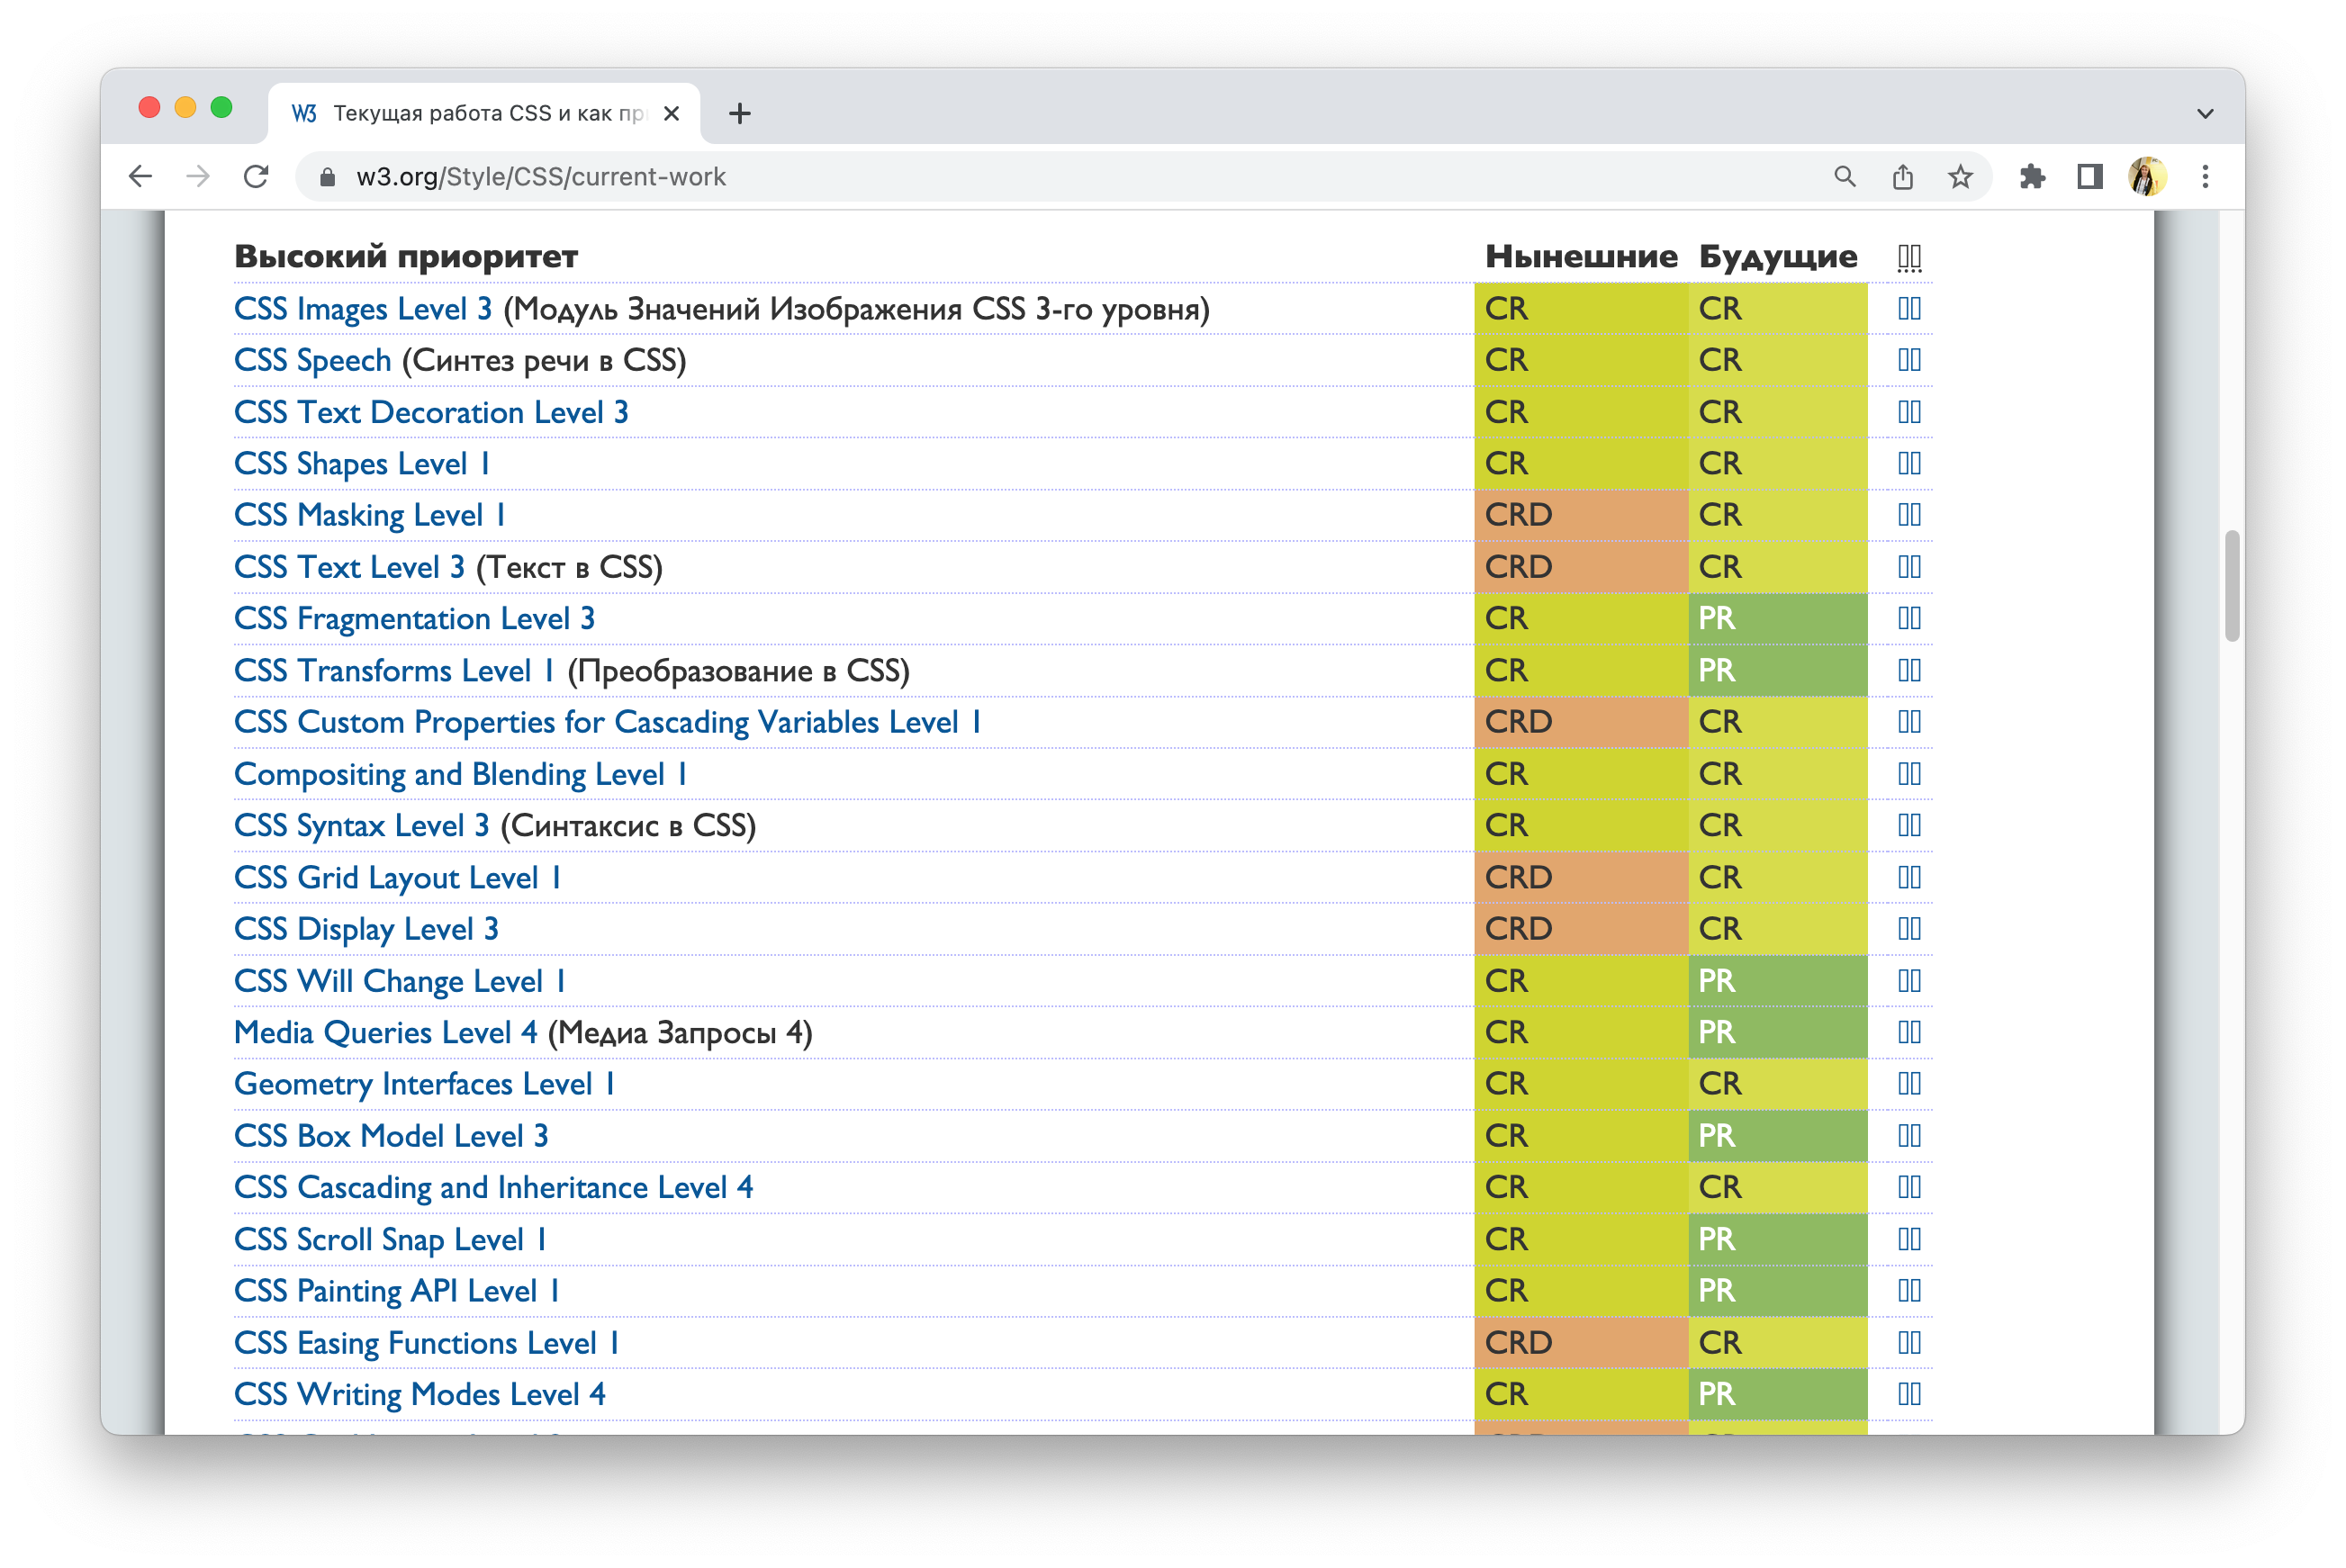 W3 Текущая работа CSS и как пр
w3.org/Style/CSS/current-work
Высокий приоритет Нынешние Будущие
CSS Images Level 3 (Модуль Значений Изображения CSS 3-го уровня) CR CR
CSS Speech (Синтез речи в CSS) CR CR
CSS Text Decoration Level 3 CR CR
CSS Shapes Level 1 CR CR
CSS Masking Level 1 CRD CR
CSS Text Level 3 (Текст в CSS) CRD CR
CSS Fragmentation Level 3 CR PR
CSS Transforms Level 1 (Преобразование в CSS) CR PR
CSS Custom Properties for Cascading Variables Level 1 CRD CR
Compositing and Blending Level 1 CR CR
CSS Syntax Level 3 (Синтаксис в CSS) CR CR
CSS Grid Layout Level 1 CRD CR
CSS Display Level 3 CRD CR
CSS Will Change Level 1 CR PR
Media Queries Level 4 (Медиа Запросы 4) CR PR
Geometry Interfaces Level 1 CR CR
CSS Box Model Level 3 CR PR
CSS Cascading and Inheritance Level 4 CR CR
CSS Scroll Snap Level 1 CR PR
CSS Painting API Level 1 CR PR
CSS Easing Functions Level 1 CRD CR
CSS Writing Modes Level 4 CR PR